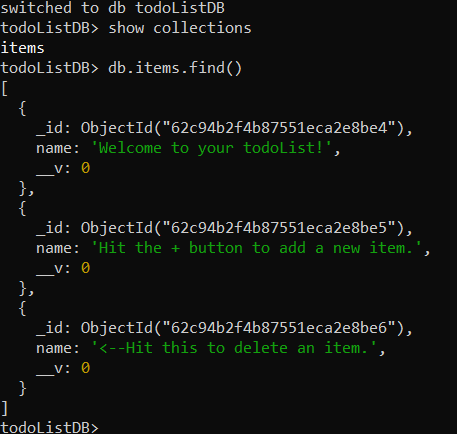 switched to db todoListDB
todoListDB> show collections
items
todoListDB> db.items.find()
[
  {
    _id: ObjectId("62c94b2f4b87551eca2e8be4"),
    name: 'Welcome to your todoList!',
    __v: 0
  },
  {
    _id: ObjectId("62c94b2f4b87551eca2e8be5"),
    name: 'Hit the + button to add a new item.',
    __v: 0
  },
  {
    _id: ObjectId("62c94b2f4b87551eca2e8be6"),
    name: '<--Hit this to delete an item.',
    __v: 0
  }
]
todoListDB>